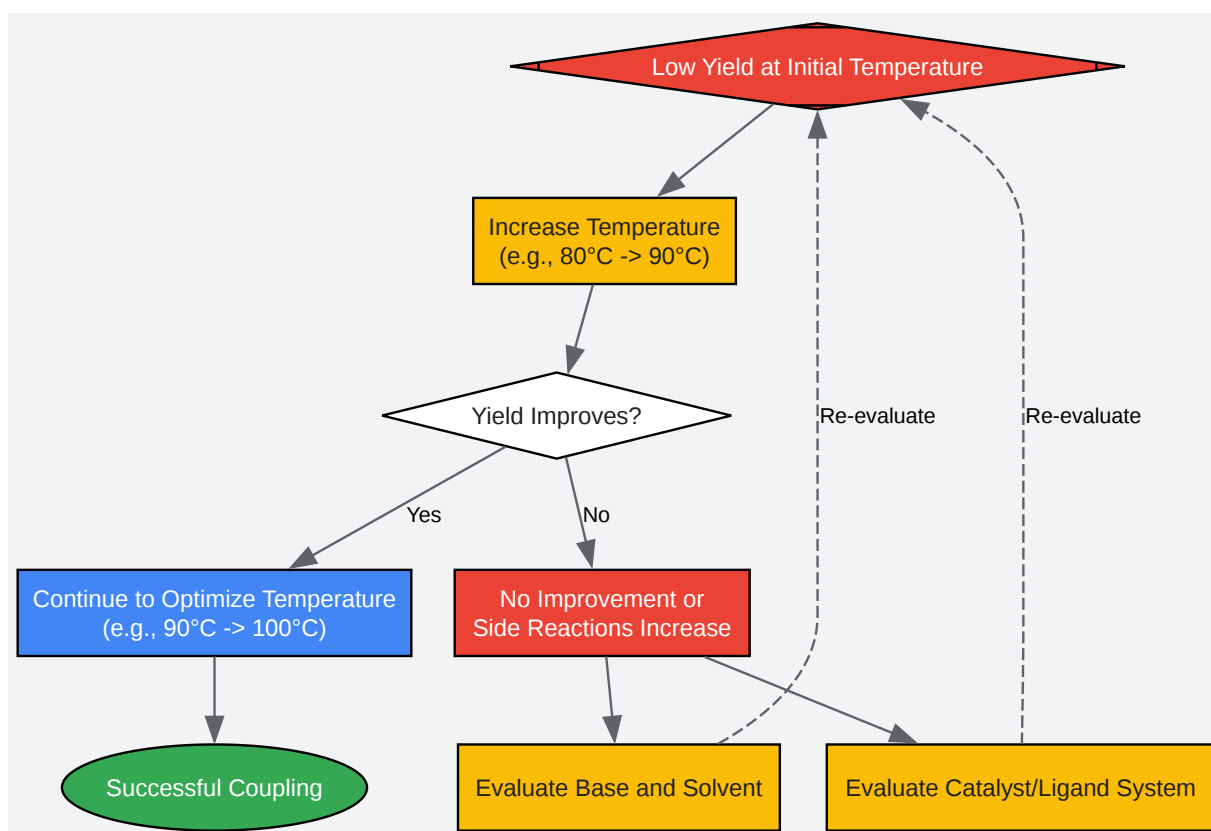 Low Yield at Initial Temperature
Increase Temperature
(e.g., 80°C -> 90°C)
Yield Improves?
Re-evaluate
Re-evaluate
Yes
No
Continue to Optimize Temperature
(e.g., 90°C -> 100°C)
No Improvement or
Side Reactions Increase
Successful Coupling
Evaluate Base and Solvent
Evaluate Catalyst/Ligand System